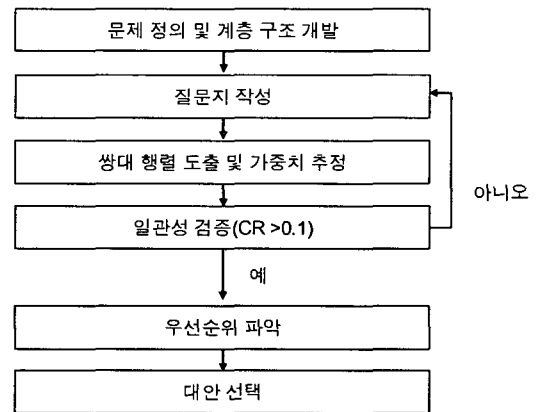 문제 정의 및 계층 구조 개발
질문지 작성
쌍대 행렬 도출 및 가중치 추정
아니오
일관성 검증(CR >0.1)
예
우선순위 파악
대안 선택